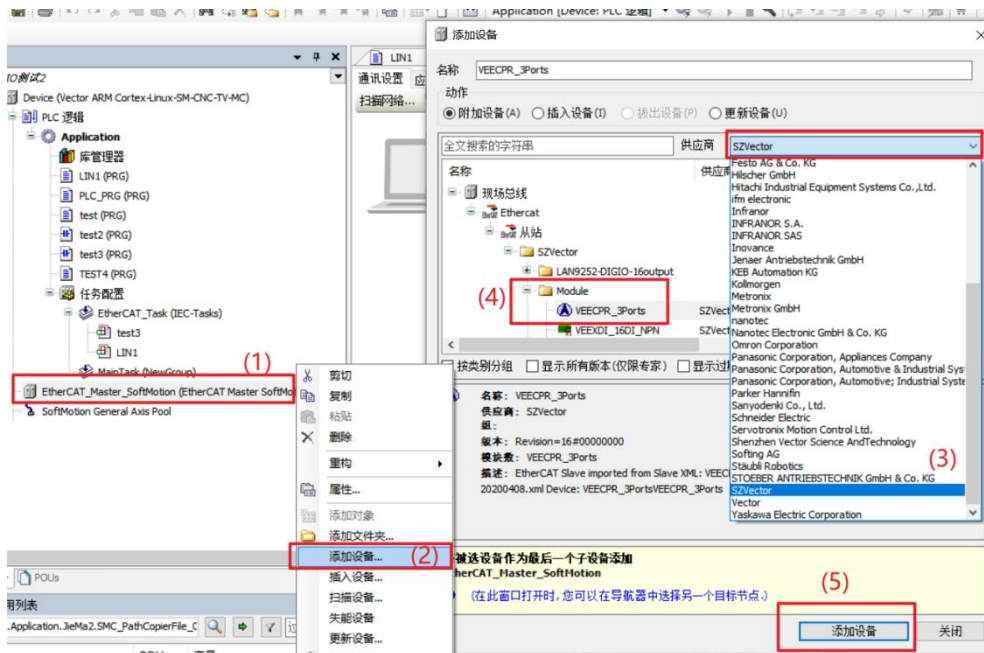 Application [Device: PLC 逻辑]
LIN1
通讯设置
扫描网络...
Device (Vector ARM Cortex-Linux-SM-CNC-TV-MC)
PLC 逻辑
Application
库管理器
LIN1 (PRG)
PLC_PRG (PRG)
test (PRG)
test2 (PRG)
test3 (PRG)
TEST4 (PRG)
任务配置
EtherCAT_Task (IEC-Tasks)
test3
LIN1
MainTask (NewGroup)
(1)
EtherCAT_Master_SoftMotion (EtherCAT Master SoftMo
SoftMotion General Axis Pool
POUs
用列表
.Application.JieMa2.SMC_PathCopierFile_C
剪切
复制
粘贴
删除
重构
属性...
添加对象
添加文件夹...
添加设备...
(2)
插入设备...
扫描设备...
失能设备
更新设备...
添加设备
名称
VEECPR_3Ports
动作
附加设备(A)
插入设备(I)
拔出设备(P)
更新设备(U)
全文搜索的字符串
供应商
SZVector
名称
供应商
现场总线
Ethercat
从站
SZVector
LAN9252-DIGIO-16output
(4)
Module
VEECPR_3Ports
SZVect
VEEXDI_16DI_NPN
SZVect
Festo AG & Co. KG
Hilscher GmbH
Hitachi Industrial Equipment Systems Co.,Ltd.
ifm electronic
Infranor
INFRANOR S.A.
INFRANOR SAS
Inovance
Jenaer Antriebstechnik GmbH
KEB Automation KG
Kollmorgen
Metronix
Metronix GmbH
nanotec
Nanotec Electronic GmbH & Co. KG
Omron Corporation
Panasonic Corporation, Appliances Company
Panasonic Corporation, Automotive & Industrial Sys
Panasonic Corporation, Automotive; Industrial Syste
Parker Hannifin
Sanyodenki Co., Ltd.
Schneider Electric
Servotronix Motion Control Ltd.
Shenzhen Vector Science AndTechnology
Softing AG
(3)
Stäubli Robotics
STOEBER ANTRIEBSTECHNIK GmbH & Co. KG
SZVector
Vector
Yaskawa Electric Corporation
按类别分组
显示所有版本(仅限专家)
显示过
名称: VEECPR_3Ports
供应商: SZVector
组:
版本: Revision=16#00000000
模块数: VEECPR_3Ports
描述: EtherCAT Slave imported from Slave XML: VEEC
20200408.xml Device: VEECPR_3PortsVEECPR_3Ports
被选设备作为最后一个子设备添加
herCAT_Master_SoftMotion
(在此窗口打开时,您可以在导航器中选择另一个目标节点.)
(5)
添加设备
关闭